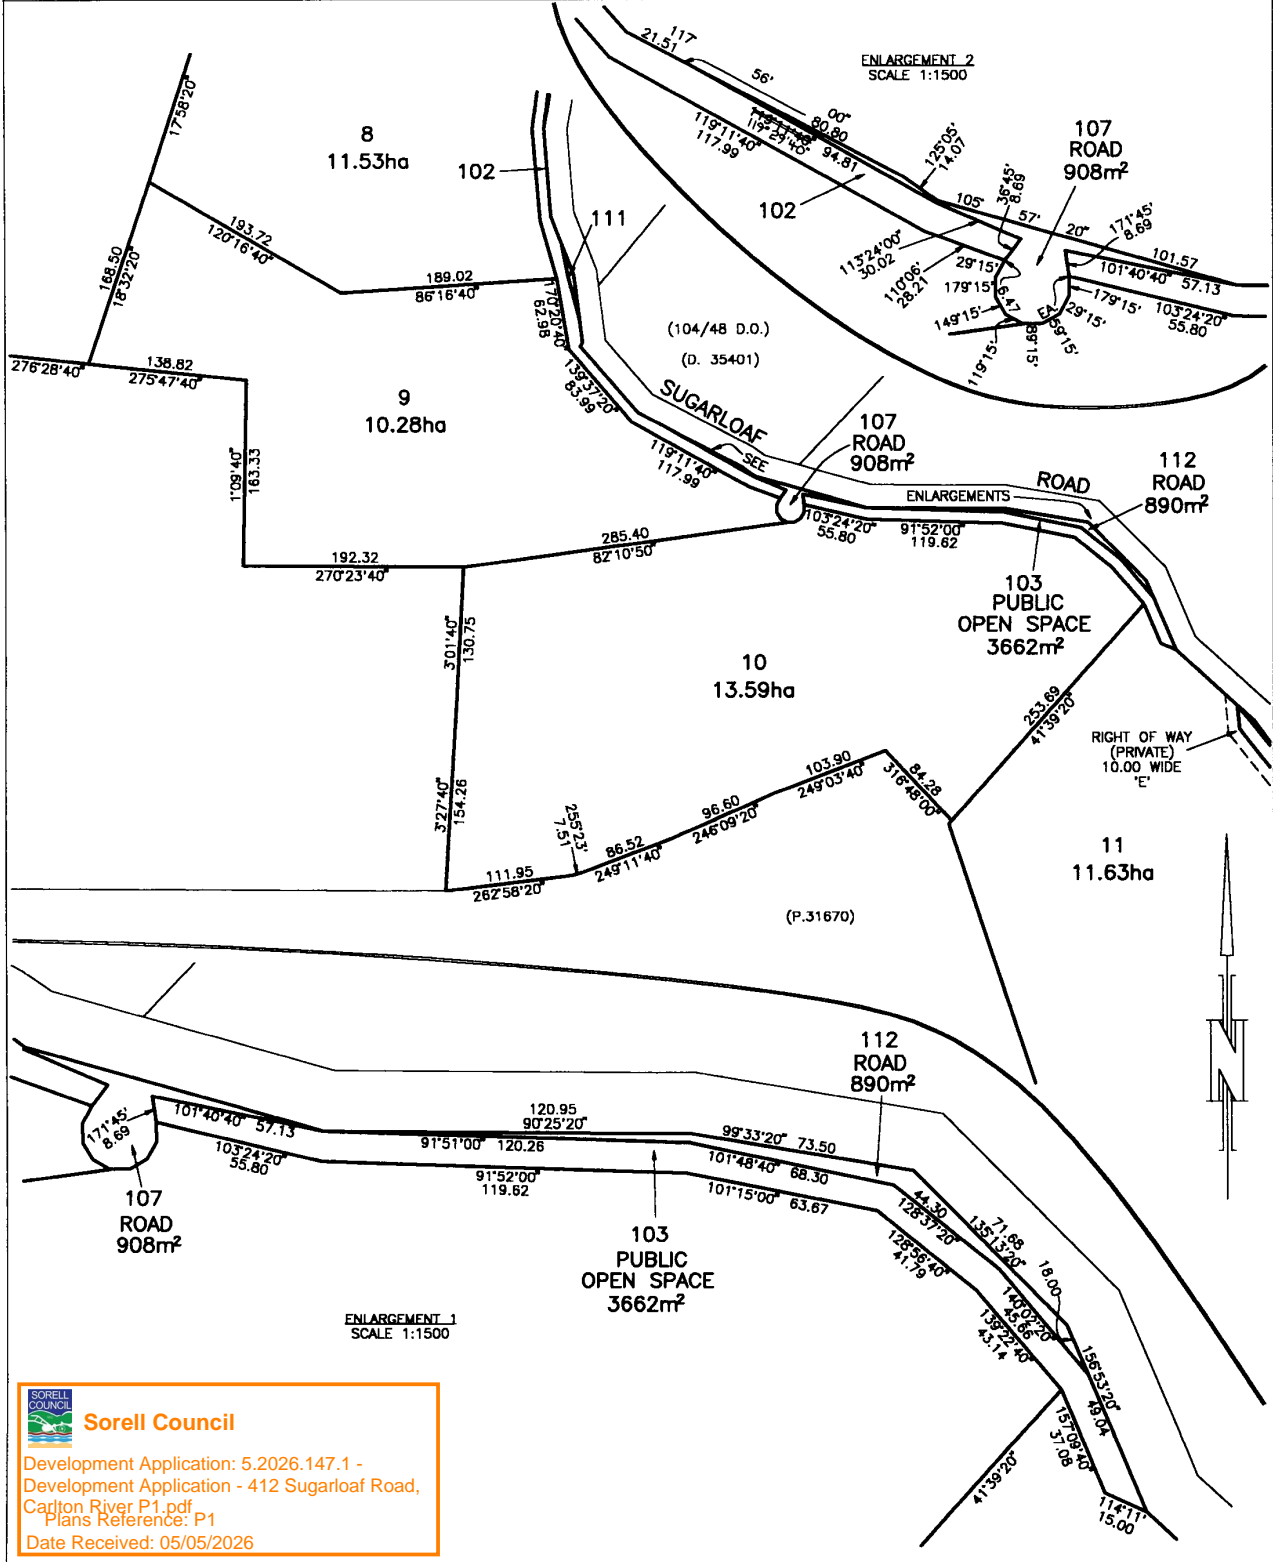 117°
21.51
56'
00"
80.80
ENLARGEMENT 2
SCALE 1:1500
119°11'40"
117.99
119°29'40"
94.81
125°05'
14.07
107
ROAD
908m²
102
105°
57'
20"
101.57
36°45'
8.69
171°45'
8.69
113°24'00"
30.02
110°06'
28.21
29°15'
179°15'
6.47
149°15'
119°15'
89°15'
EA.
59°15'
29°15'
179°15'
101°40'40"
57.13
103°24'20"
55.80
17°58'20"
8
11.53ha
102
111
193.72
120°16'40"
168.50
18°32'20"
189.02
86°16'40"
170°20'40"
62.98
(104/48 D.O.)
(D. 35401)
276°28'40"
138.82
275°47'40"
9
10.28ha
139°37'20"
83.99
SUGARLOAF
ROAD
107
ROAD
908m²
SEE
ENLARGEMENTS
119°11'40"
117.99
112
ROAD
890m²
1°09'40"
163.33
103°24'20"
55.80
91°52'00"
119.62
285.40
82°10'50"
192.32
270°23'40"
103
PUBLIC
OPEN SPACE
3662m²
3°01'40"
130.75
10
13.59ha
253.69
41°39'20"
RIGHT OF WAY
(PRIVATE)
10.00 WIDE
'E'
3°27'40"
154.26
255°23'
7.51
103.90
249°03'40"
84.28
316°48'00"
96.60
246°09'20"
86.52
249°11'40"
111.95
262°58'20"
11
11.63ha
(P.31670)
N
112
ROAD
890m²
171°45'
8.69
101°40'40"
57.13
103°24'20"
55.80
120.95
90°25'20"
91°51'00"
120.26
91°52'00"
119.62
99°33'20"
73.50
101°48'40"
68.30
101°15'00"
63.67
107
ROAD
908m²
103
PUBLIC
OPEN SPACE
3662m²
44.30
128°37'20"
71.68
135°13'20"
128°56'40"
41.79
18.00
140°02'20"
45.66
139°22'40"
43.14
156°53'20"
49.04
157°09'40"
37.08
114°11'
15.00
41°39'20"
ENLARGEMENT 1
SCALE 1:1500
SORELL
COUNCIL
Sorell Council
Development Application: 5.2026.147.1 -
Development Application - 412 Sugarloaf Road,
Carlton River P1.pdf
Plans Reference: P1
Date Received: 05/05/2026